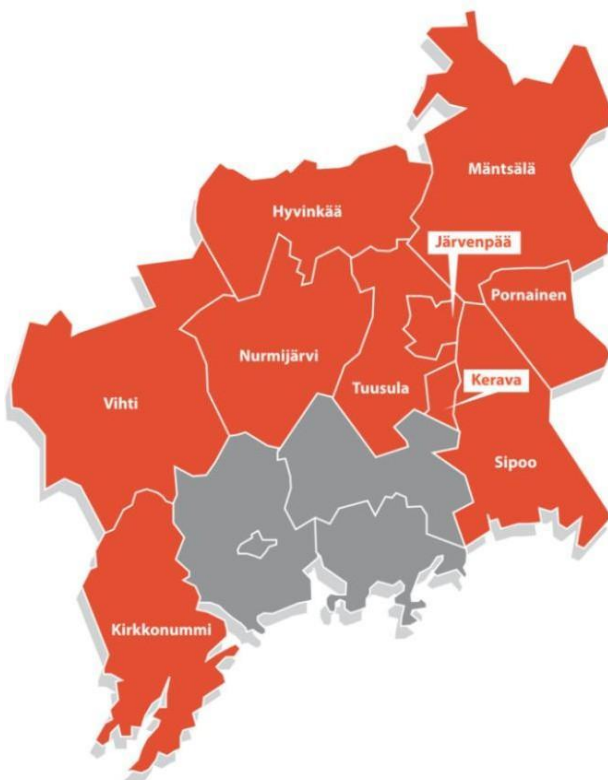 Mäntsälä
Hyvinkää
Järvenpää
Pornainen
Nurmijärvi
Kerava
Tuusula
Vihti
Sipoo
Kirkkonummi